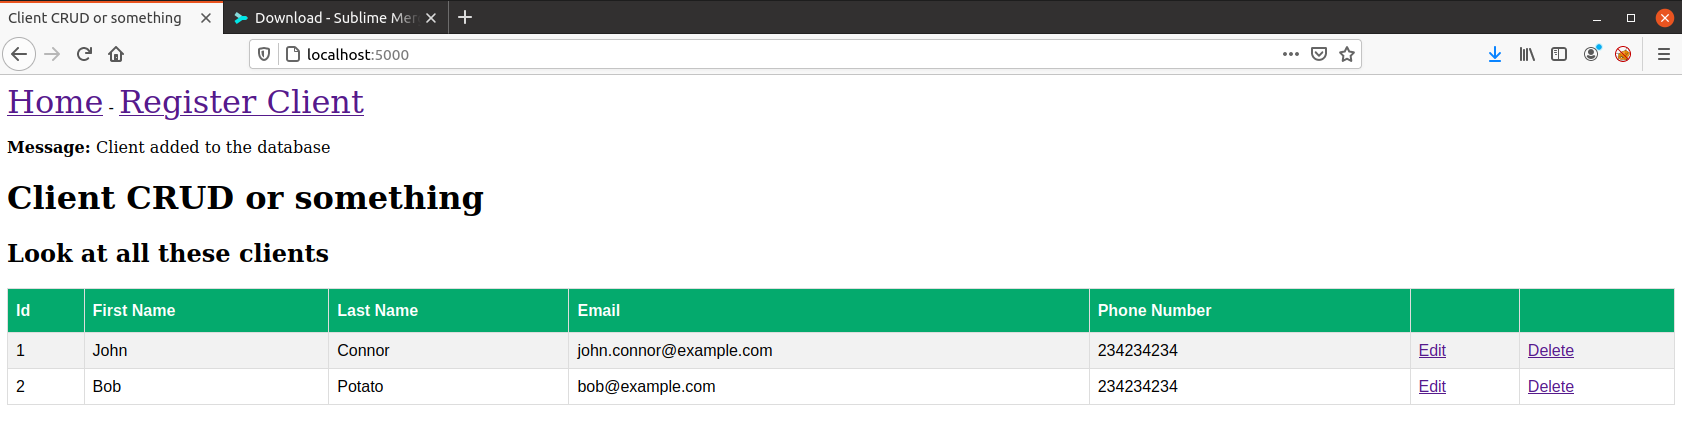 Client CRUD or something Download - Sublime Mer
localhost:5000
Home - Register Client
Message: Client added to the database
Client CRUD or something
Look at all these clients
Id First Name Last Name Email Phone Number
1 John Connor john.connor@example.com 234234234 Edit Delete
2 Bob Potato bob@example.com 234234234 Edit Delete